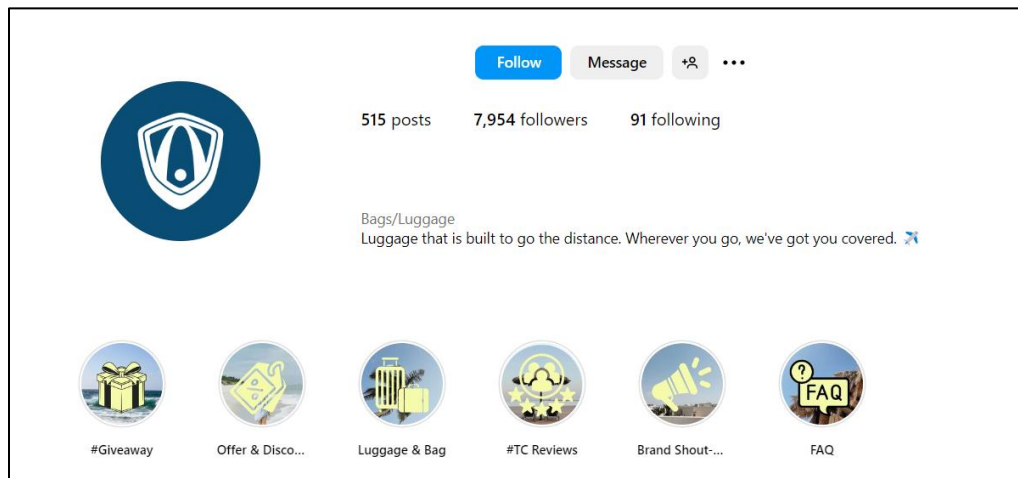 Follow Message
515 posts 7,954 followers 91 following
Bags/Luggage
Luggage that is built to go the distance. Wherever you go, we've got you covered. ✈️
? FAQ
#Giveaway Offer & Disco... Luggage & Bag #TC Reviews Brand Shout-... FAQ